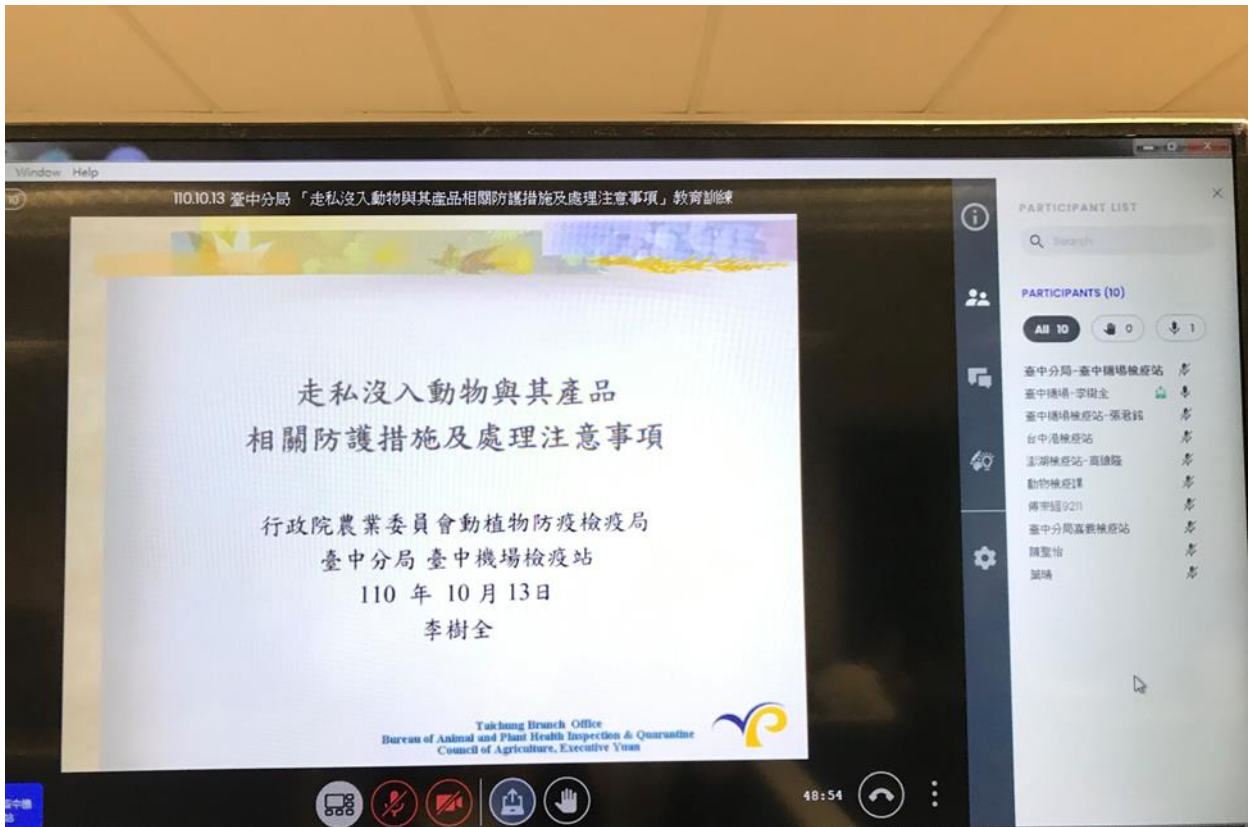 Window Help
110.10.13 臺中分局 「走私沒入動物與其產品相關防護措施及處理注意事項」教育訓練
走私沒入動物與其產品
相關防護措施及處理注意事項
行政院農業委員會動植物防疫檢疫局
臺中分局 臺中機場檢疫站
110 年 10 月 13日
李樹全
Taichung Branch Office
Bureau of Animal and Plant Health Inspection & Quarantine
Council of Agriculture, Executive Yuan
48:54
PARTICIPANT LIST
Search
PARTICIPANTS (10)
All 10
0
1
臺中分局-臺中機場檢疫站
臺中機場-李樹全
臺中機場檢疫站-張君銘
台中港檢疫站
澎湖檢疫站-高雄隆
動物檢疫課
9211
臺中分局嘉義檢疫站
陳聖怡
葉晴